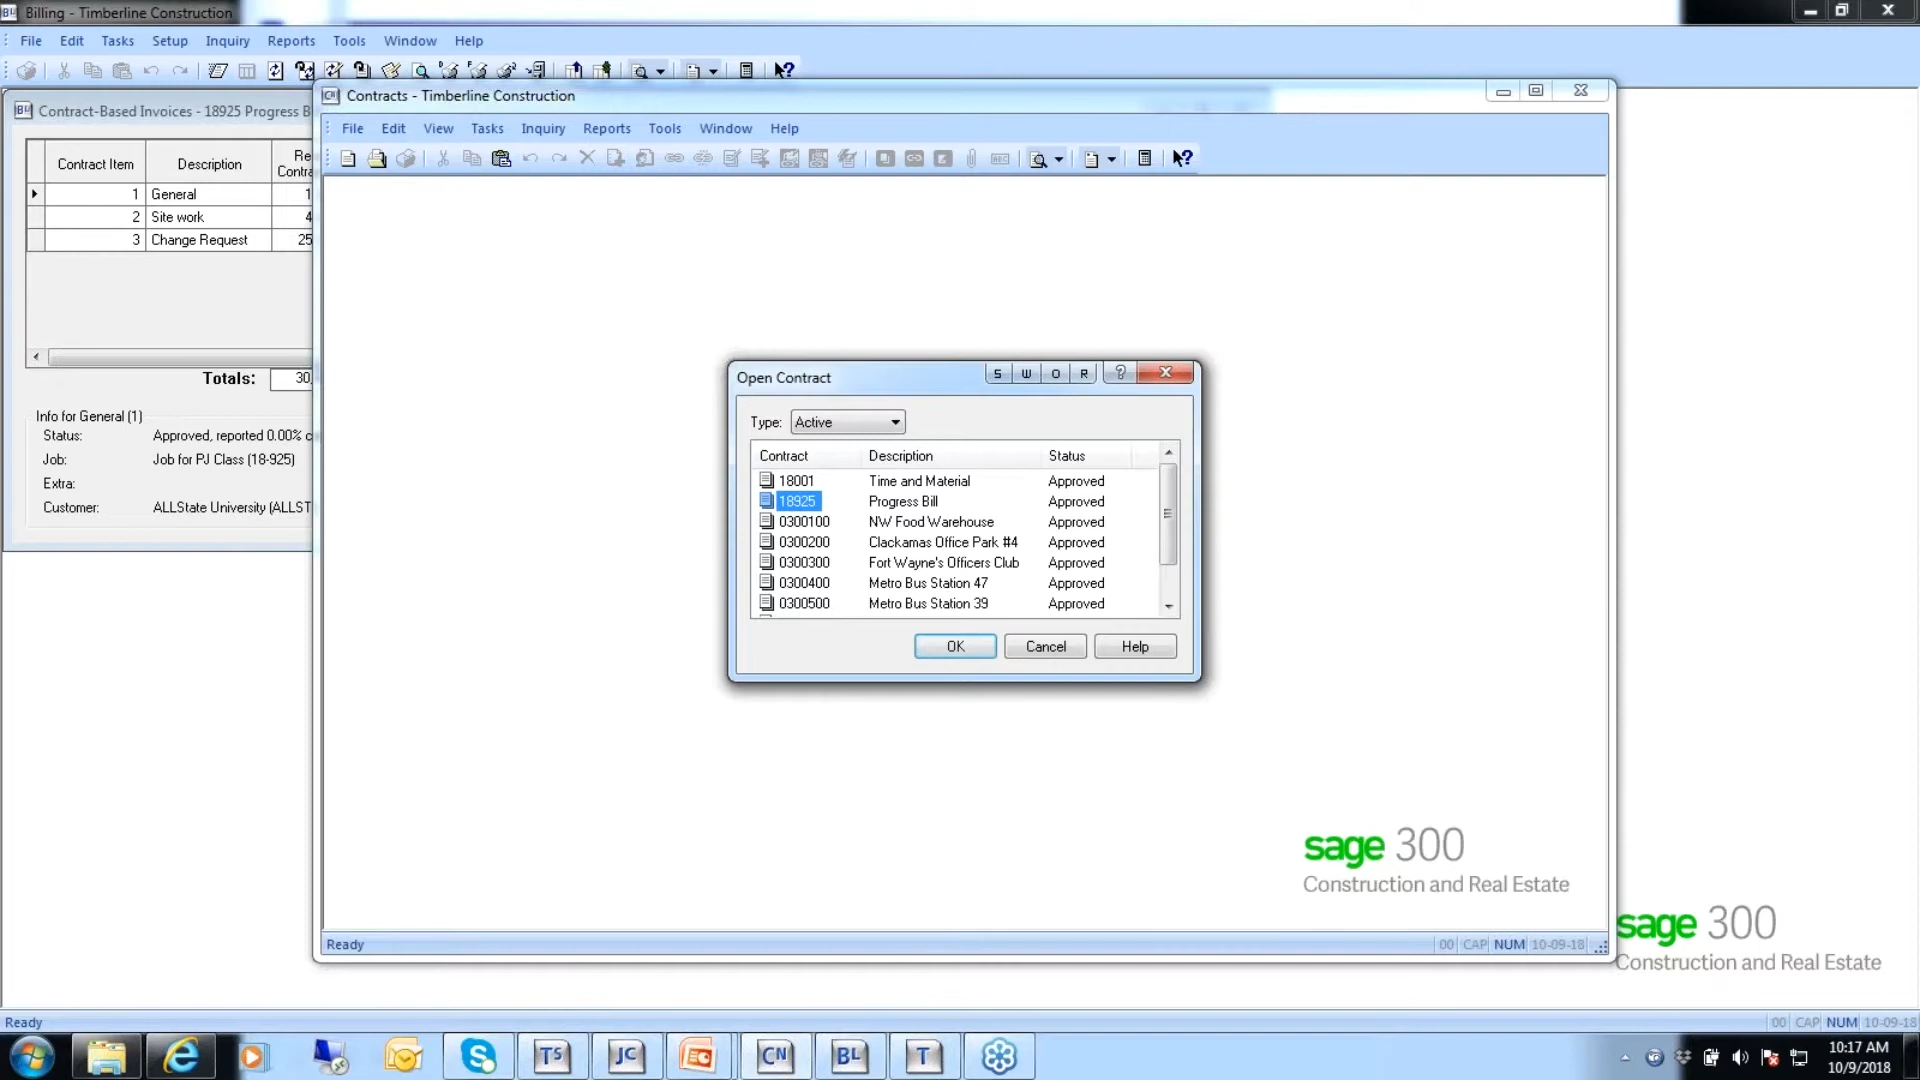 Billing - Timberline Construction
File Edit Tasks Setup Inquiry Reports Tools Window Help
Contract-Based Invoices - 18925 Progress B
Contract Item Description Re
Contra
1 General 1
2 Site work 4
3 Change Request 25
Totals: 30,
Info for General (1)
Status: Approved, reported 0.00% c
Job: Job for PJ Class (18-925)
Extra:
Customer: ALLState University (ALLST
Contracts - Timberline Construction
File Edit View Tasks Inquiry Reports Tools Window Help
Open Contract S W O R ?
Type: Active
Contract Description Status
18001 Time and Material Approved
18925 Progress Bill Approved
0300100 NW Food Warehouse Approved
0300200 Clackamas Office Park #4 Approved
0300300 Fort Wayne's Officers Club Approved
0300400 Metro Bus Station 47 Approved
0300500 Metro Bus Station 39 Approved
OK Cancel Help
sage 300
Construction and Real Estate
Ready 00 CAP NUM 10-09-18
sage 300
Construction and Real Estate
Ready 00 CAP NUM 10-09-18
TS JC CN BL T
10:17 AM
10/9/2018